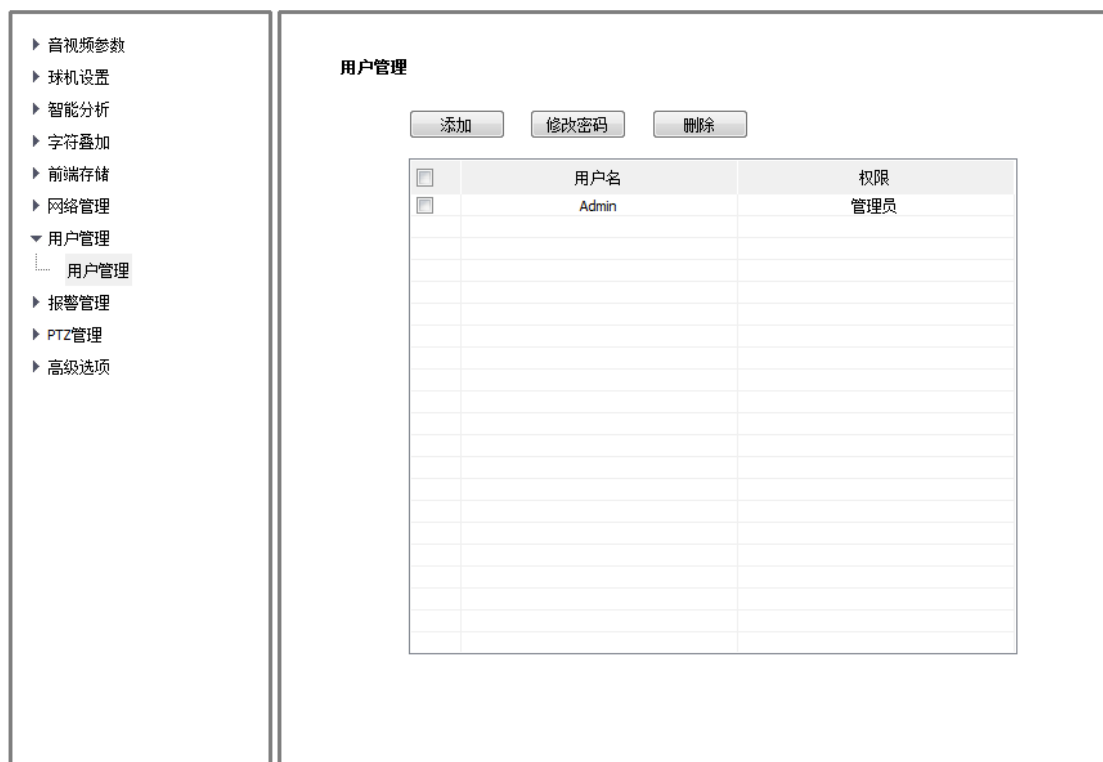 音视频参数
球机设置
智能分析
字符叠加
前端存储
网络管理
用户管理
用户管理
报警管理
PTZ管理
高级选项
用户管理
添加 修改密码 删除
用户名 权限
Admin 管理员